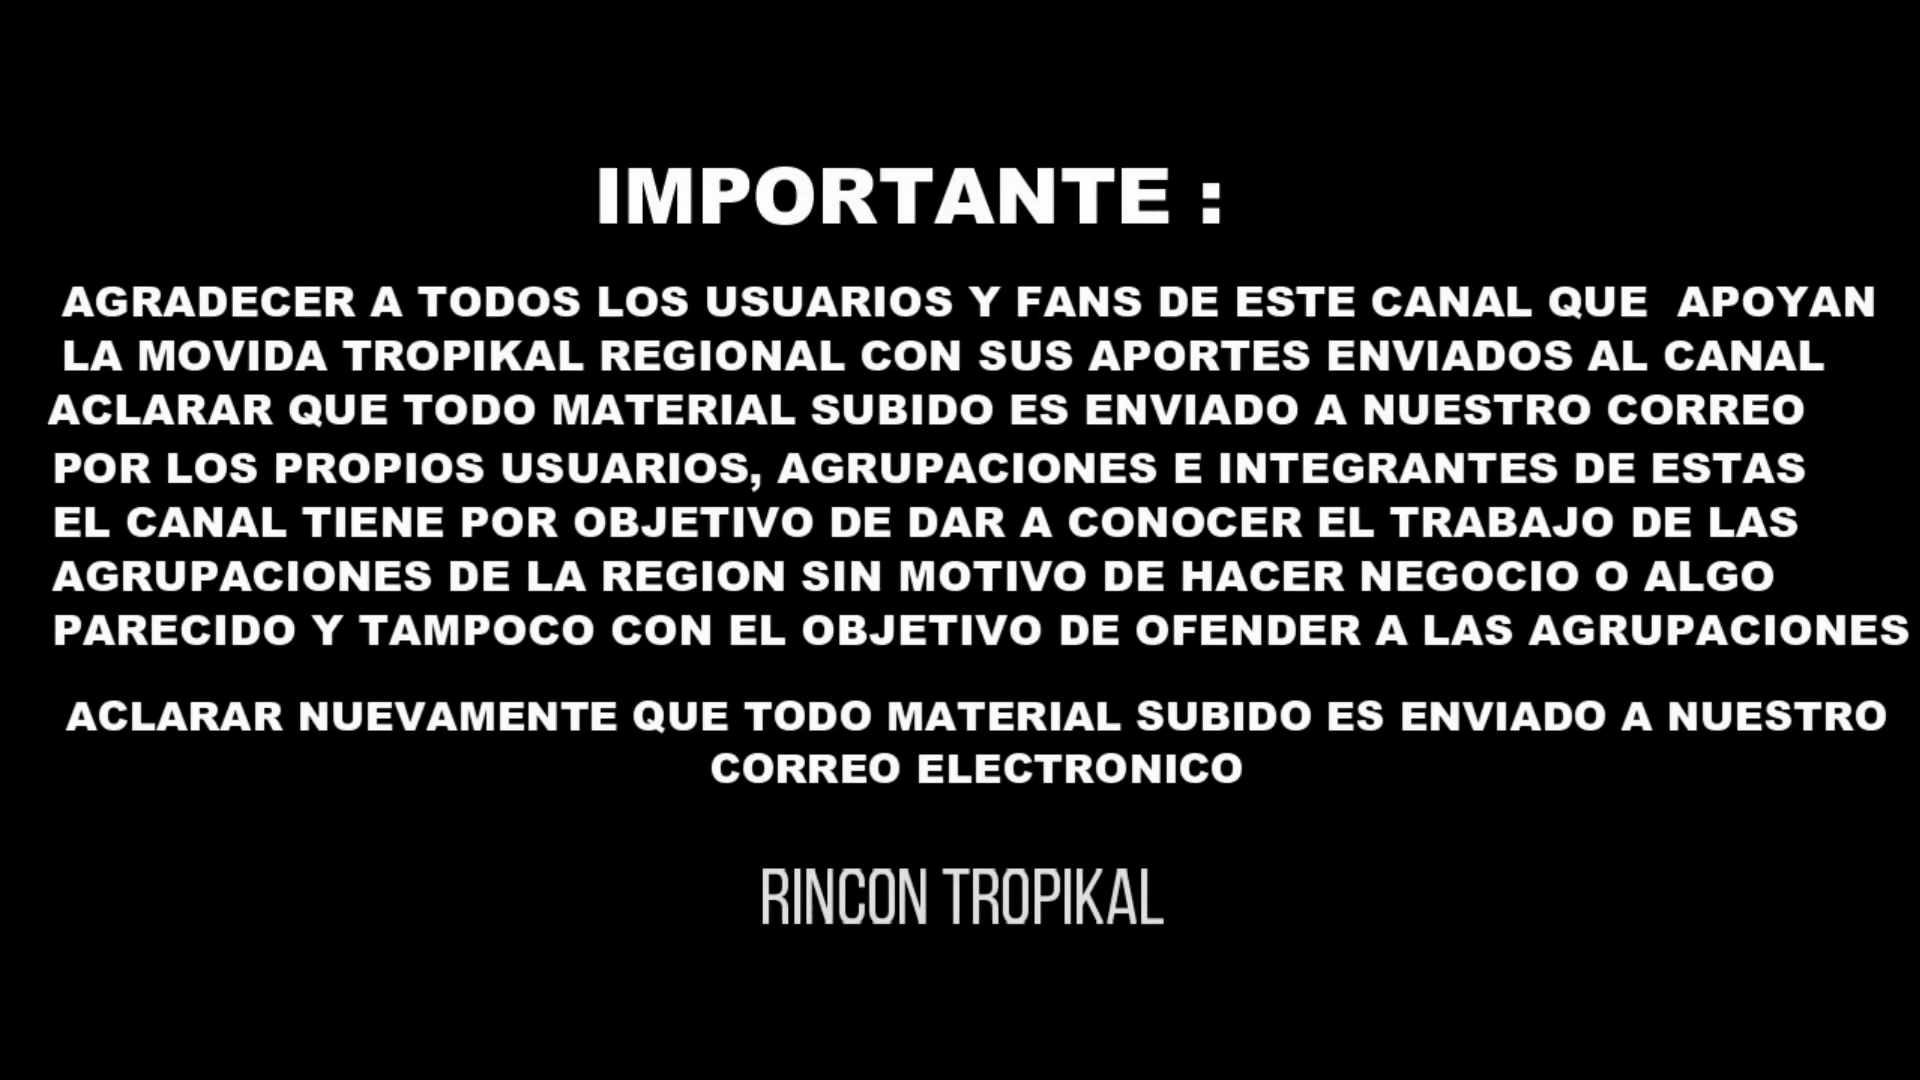 IMPORTANTE :
AGRADECER A TODOS LOS USUARIOS Y FANS DE ESTE CANAL QUE APOYAN
LA MOVIDA TROPIKAL REGIONAL CON SUS APORTES ENVIADOS AL CANAL
ACLARAR QUE TODO MATERIAL SUBIDO ES ENVIADO A NUESTRO CORREO
POR LOS PROPIOS USUARIOS, AGRUPACIONES E INTEGRANTES DE ESTAS
EL CANAL TIENE POR OBJETIVO DE DAR A CONOCER EL TRABAJO DE LAS
AGRUPACIONES DE LA REGION SIN MOTIVO DE HACER NEGOCIO O ALGO
PARECIDO Y TAMPOCO CON EL OBJETIVO DE OFENDER A LAS AGRUPACIONES
ACLARAR NUEVAMENTE QUE TODO MATERIAL SUBIDO ES ENVIADO A NUESTRO
CORREO ELECTRONICO
RINCON TROPIKAL